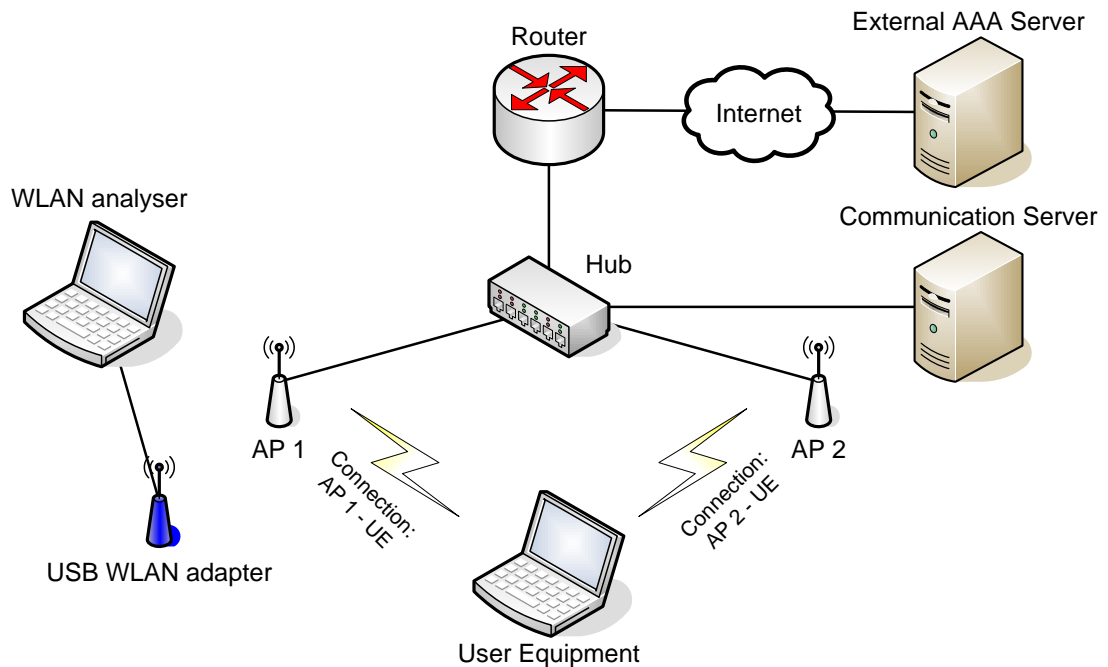 External AAA Server
Router
Internet
WLAN analyser
Communication Server
Hub
AP 1
AP 2
Connection:
AP 1 - UE
Connection:
AP 2 - UE
USB WLAN adapter
User Equipment